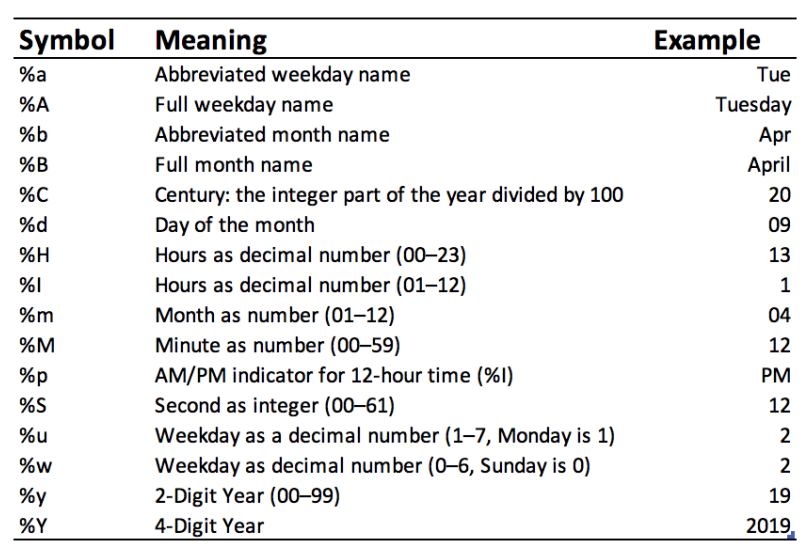 Symbol Meaning Example
%a Abbreviated weekday name Tue
%A Full weekday name Tuesday
%b Abbreviated month name Apr
%B Full month name April
%C Century: the integer part of the year divided by 100 20
%d Day of the month 09
%H Hours as decimal number (00–23) 13
%I Hours as decimal number (01–12) 1
%m Month as number (01–12) 04
%M Minute as number (00–59) 12
%p AM/PM indicator for 12-hour time (%I) PM
%S Second as integer (00–61) 12
%u Weekday as a decimal number (1–7, Monday is 1) 2
%w Weekday as decimal number (0–6, Sunday is 0) 2
%y 2-Digit Year (00–99) 19
%Y 4-Digit Year 2019